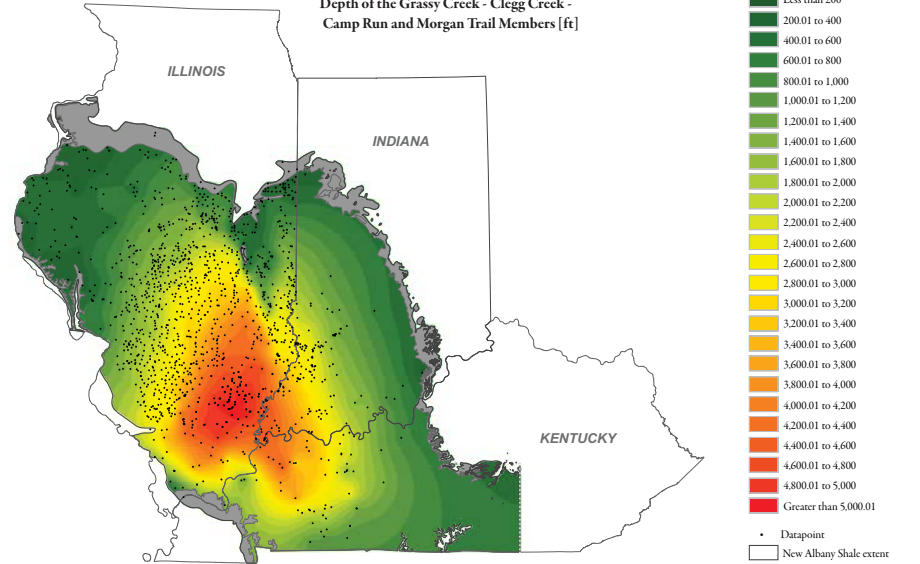 Depth of the Grassy Creek - Clegg Creek -
Camp Run and Morgan Trail Members [ft]
ILLINOIS
INDIANA
KENTUCKY
Less than 200
200.01 to 400
400.01 to 600
600.01 to 800
800.01 to 1,000
1,000.01 to 1,200
1,200.01 to 1,400
1,400.01 to 1,600
1,600.01 to 1,800
1,800.01 to 2,000
2,000.01 to 2,200
2,200.01 to 2,400
2,400.01 to 2,600
2,600.01 to 2,800
2,800.01 to 3,000
3,000.01 to 3,200
3,200.01 to 3,400
3,400.01 to 3,600
3,600.01 to 3,800
3,800.01 to 4,000
4,000.01 to 4,200
4,200.01 to 4,400
4,400.01 to 4,600
4,600.01 to 4,800
4,800.01 to 5,000
Greater than 5,000.01
Datapoint
New Albany Shale extent